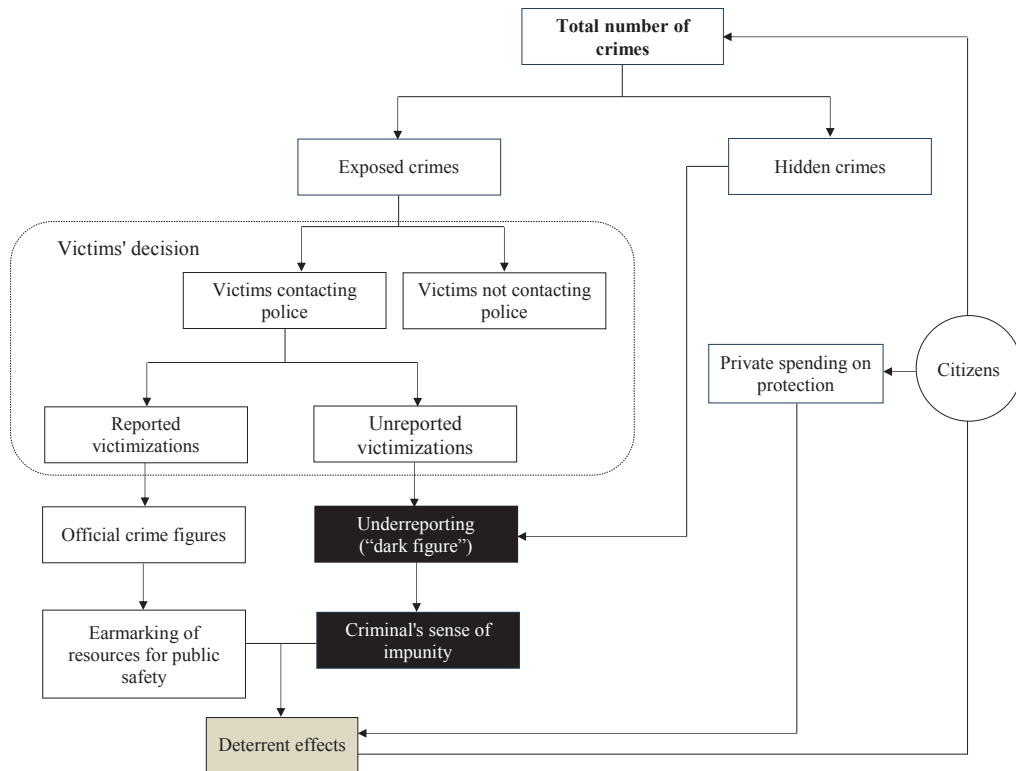 Total number of
crimes
Exposed crimes
Hidden crimes
Victims' decision
Victims contacting
police
Victims not contacting
police
Private spending on
protection
Citizens
Reported
victimizations
Unreported
victimizations
Official crime figures
Underreporting
(“dark figure”)
Earmarking of
resources for public
safety
Criminal's sense of
impunity
Deterrent effects